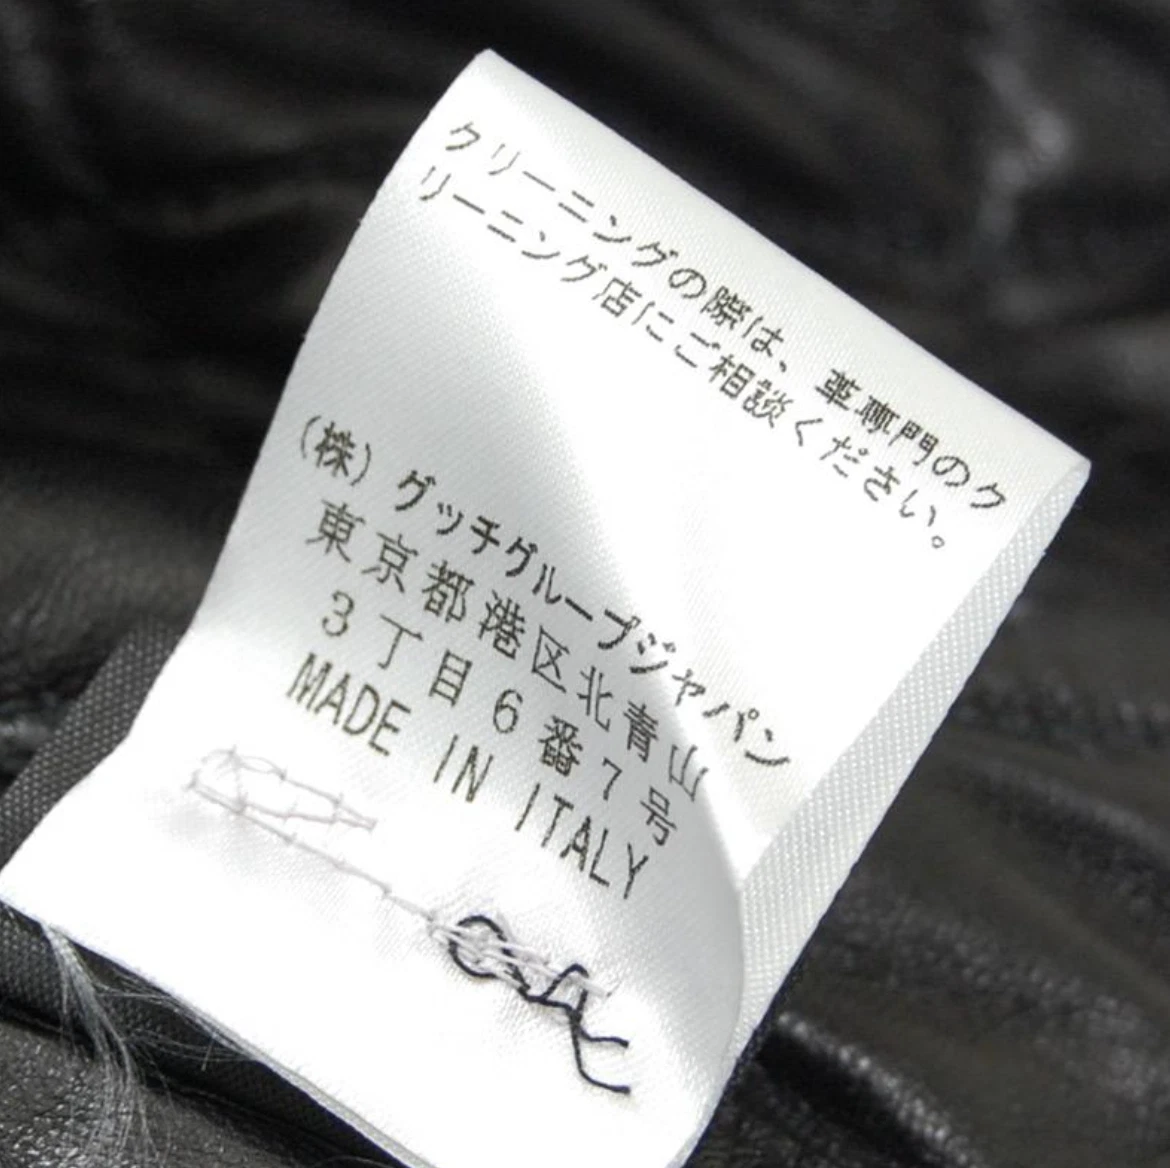 クリーニングの際は、革専門のク
リーニング店にご相談ください。
(株)グッチグループジャパン
東京都港区北青山
3丁目6番7号
MADE IN ITALY